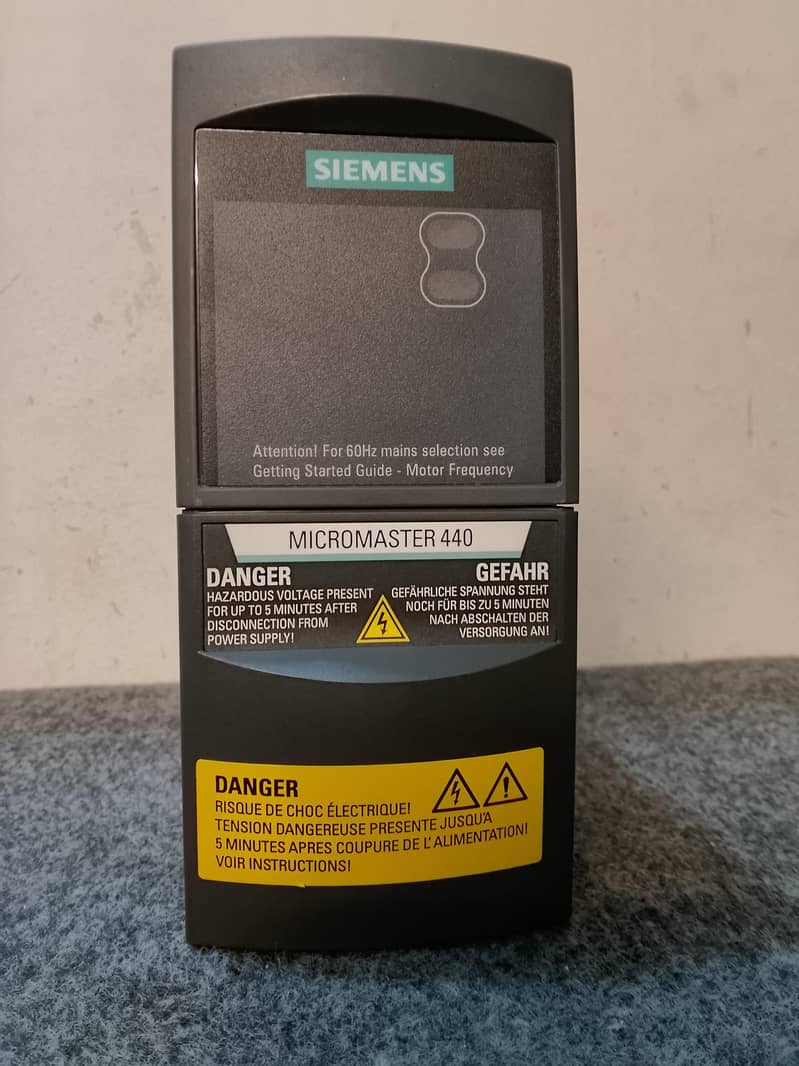 SIEMENS
Attention! For 60Hz mains selection see
Getting Started Guide - Motor Frequency
MICROMASTER 440
DANGER
HAZARDOUS VOLTAGE PRESENT
FOR UP TO 5 MINUTES AFTER
DISCONNECTION FROM
POWER SUPPLY!
GEFAHR
GEFÄHRLICHE SPANNUNG STEHT
NOCH FÜR BIS ZU 5 MINUTEN
NACH ABSCHALTEN DER
VERSORGUNG AN!
DANGER
RISQUE DE CHOC ÉLECTRIQUE!
TENSION DANGEREUSE PRESENTE JUSQU'A
5 MINUTES APRES COUPURE DE L'ALIMENTATION!
VOIR INSTRUCTIONS!